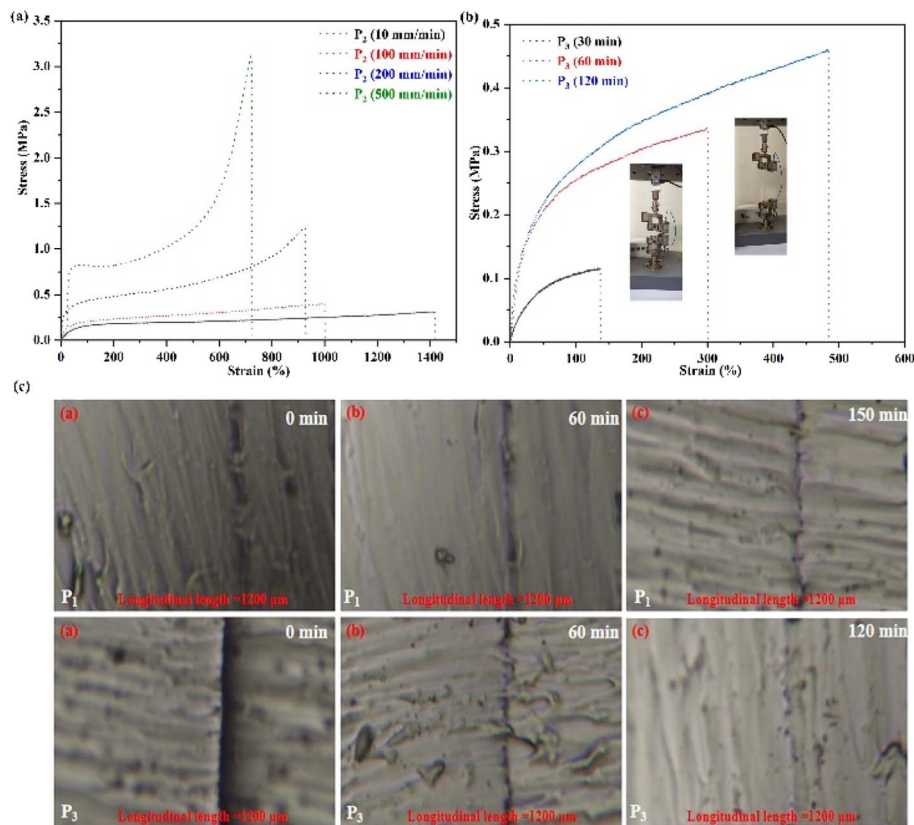 (a)
3.5
3.0
2.5
2.0
1.5
1.0
0.5
0.0
Stress (MPa)
P2 (10 mm/min)
P2 (100 mm/min)
P2 (200 mm/min)
P2 (500 mm/min)
0 200 400 600 800 1000 1200 1400
Strain (%)
(b)
0.5
0.4
0.3
0.2
0.1
0.0
Stress (MPa)
P3 (30 min)
P3 (60 min)
P3 (120 min)
0 100 200 300 400 500 600
Strain (%)
(c)
(a) 0 min
P1 Longitudinal length =1200 μm
(b) 60 min
P1 Longitudinal length =1200 μm
(c) 150 min
P1 Longitudinal length =1200 μm
(a) 0 min
P3 Longitudinal length =1200 μm
(b) 60 min
P3 Longitudinal length =1200 μm
(c) 120 min
P3 Longitudinal length =1200 μm